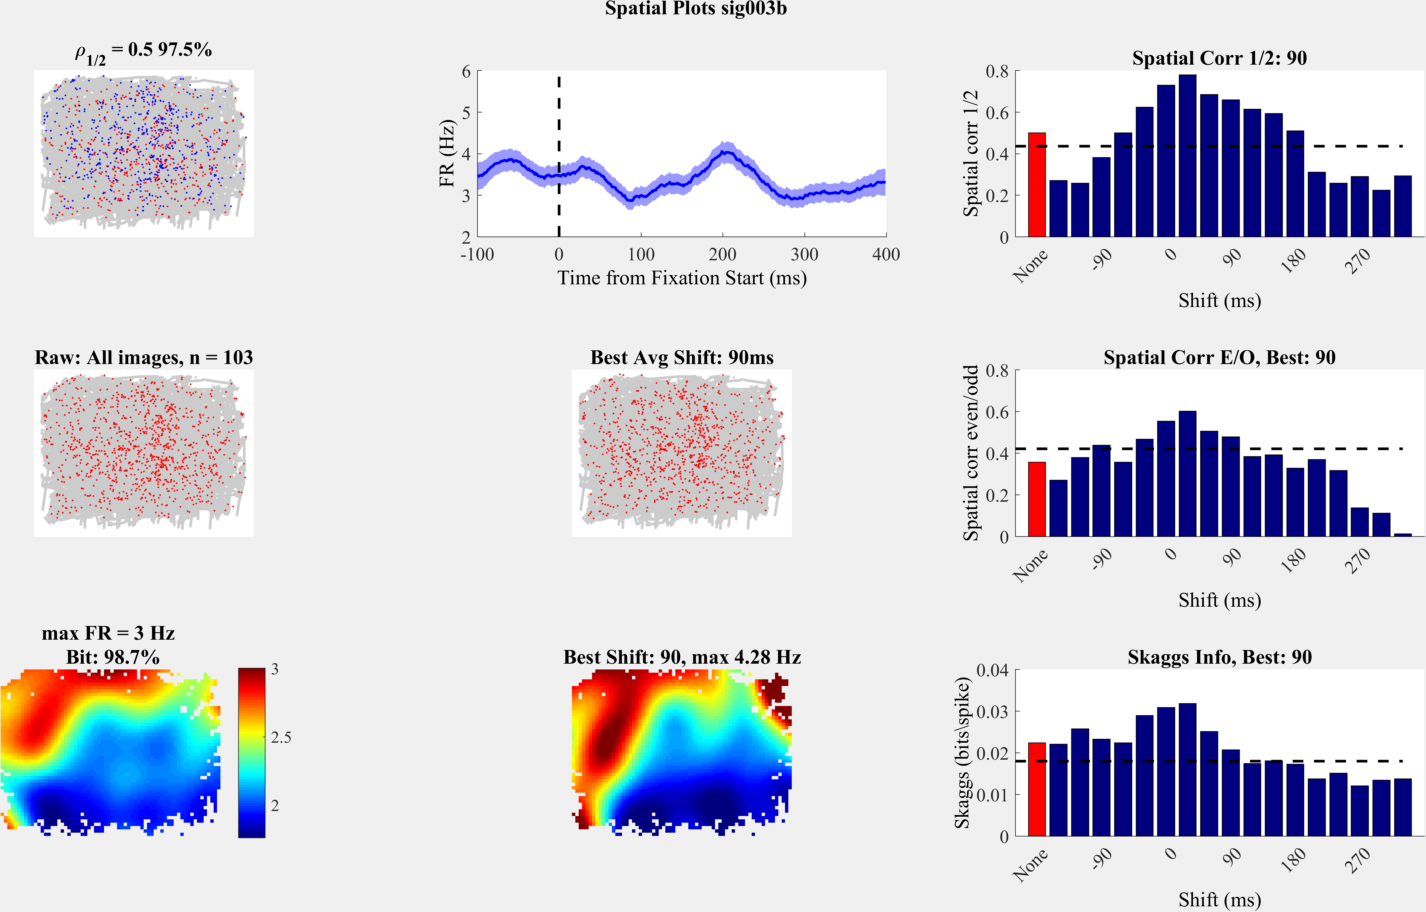 Spatial Plots sig003b
ρ1/2 = 0.5 97.5%
6
5
4
3
2
FR (Hz)
-100 0 100 200 300 400
Time from Fixation Start (ms)
Spatial Corr 1/2: 90
0.8
0.6
0.4
0.2
0
Spatial corr 1/2
None -90 0 90 180 270
Shift (ms)
Raw: All images, n = 103
Best Avg Shift: 90ms
Spatial Corr E/O, Best: 90
0.8
0.6
0.4
0.2
0
Spatial corr even/odd
None -90 0 90 180 270
Shift (ms)
max FR = 3 Hz
Bit: 98.7%
3
2.5
2
Best Shift: 90, max 4.28 Hz
Skaggs Info, Best: 90
0.04
0.03
0.02
0.01
0
Skaggs (bits\spike)
None -90 0 90 180 270
Shift (ms)